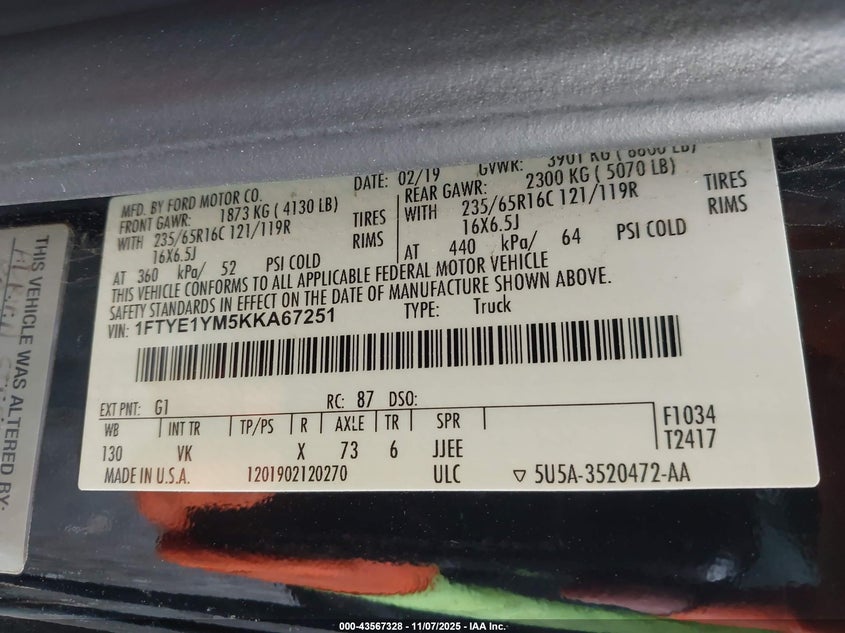 MFD. BY FORD MOTOR CO.
DATE: 02/19
GVWR: 3901 KG ( 8600 LB)
FRONT GAWR: 1873 KG ( 4130 LB)
WITH 235/65R16C 121/119R TIRES
16X6.5J RIMS
AT 360 kPa/ 52 PSI COLD
REAR GAWR: 2300 KG ( 5070 LB)
WITH 235/65R16C 121/119R TIRES
16X6.5J RIMS
AT 440 kPa/ 64 PSI COLD
THIS VEHICLE CONFORMS TO ALL APPLICABLE FEDERAL MOTOR VEHICLE
SAFETY STANDARDS IN EFFECT ON THE DATE OF MANUFACTURE SHOWN ABOVE.
VIN: 1FTYE1YM5KKA67251
TYPE: Truck
EXT PNT: G1 RC: 87 DSO:
WB INT TR TP/PS R AXLE TR SPR
130 VK X 73 6 JJEE
F1034
T2417
MADE IN U.S.A. 1201902120270 ULC ▽ 5U5A-3520472-AA
THIS VEHICLE WAS ALTERED BY:
000-43567328 - 11/07/2025 - IAA Inc.